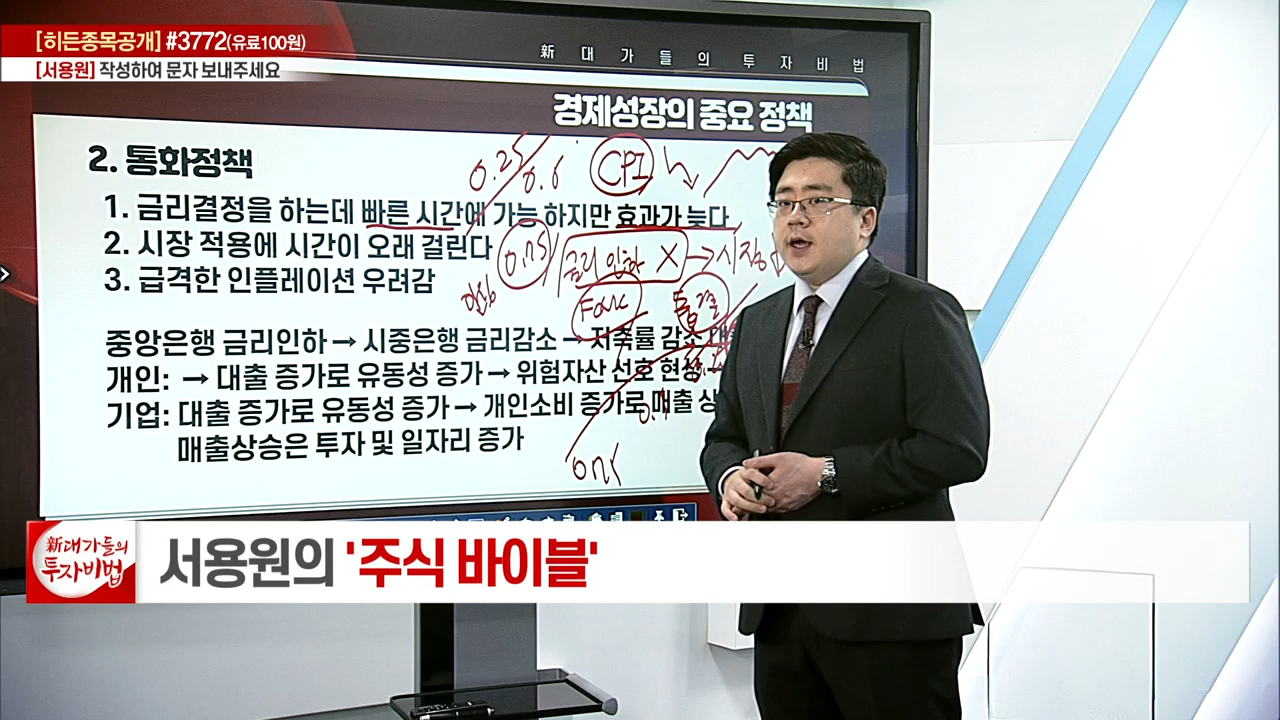 [히든종목공개] #3772(유료100원)
[서용원] 작성하여 문자 보내주세요
新 대 가 들 의 투 자 비 법
경제성장의 중요 정책
2. 통화정책
0.25 0.6 CPI
1. 금리결정을 하는데 빠른 시간에 가능 하지만 효과가 늦다
2. 시장 적용에 시간이 오래 걸린다
0.75 금리 인하 X → 시장
3. 급격한 인플레이션 우려감
동결
중앙은행 금리인하 → 시중은행 금리감소 → 저축률 감소
개인: → 대출 증가로 유동성 증가 → 위험자산 선호 현상
기업: 대출 증가로 유동성 증가 → 개인소비 증가로 매출 상
매출상승은 투자 및 일자리 증가
新대가들의
투자비법
서용원의 '주식 바이블'